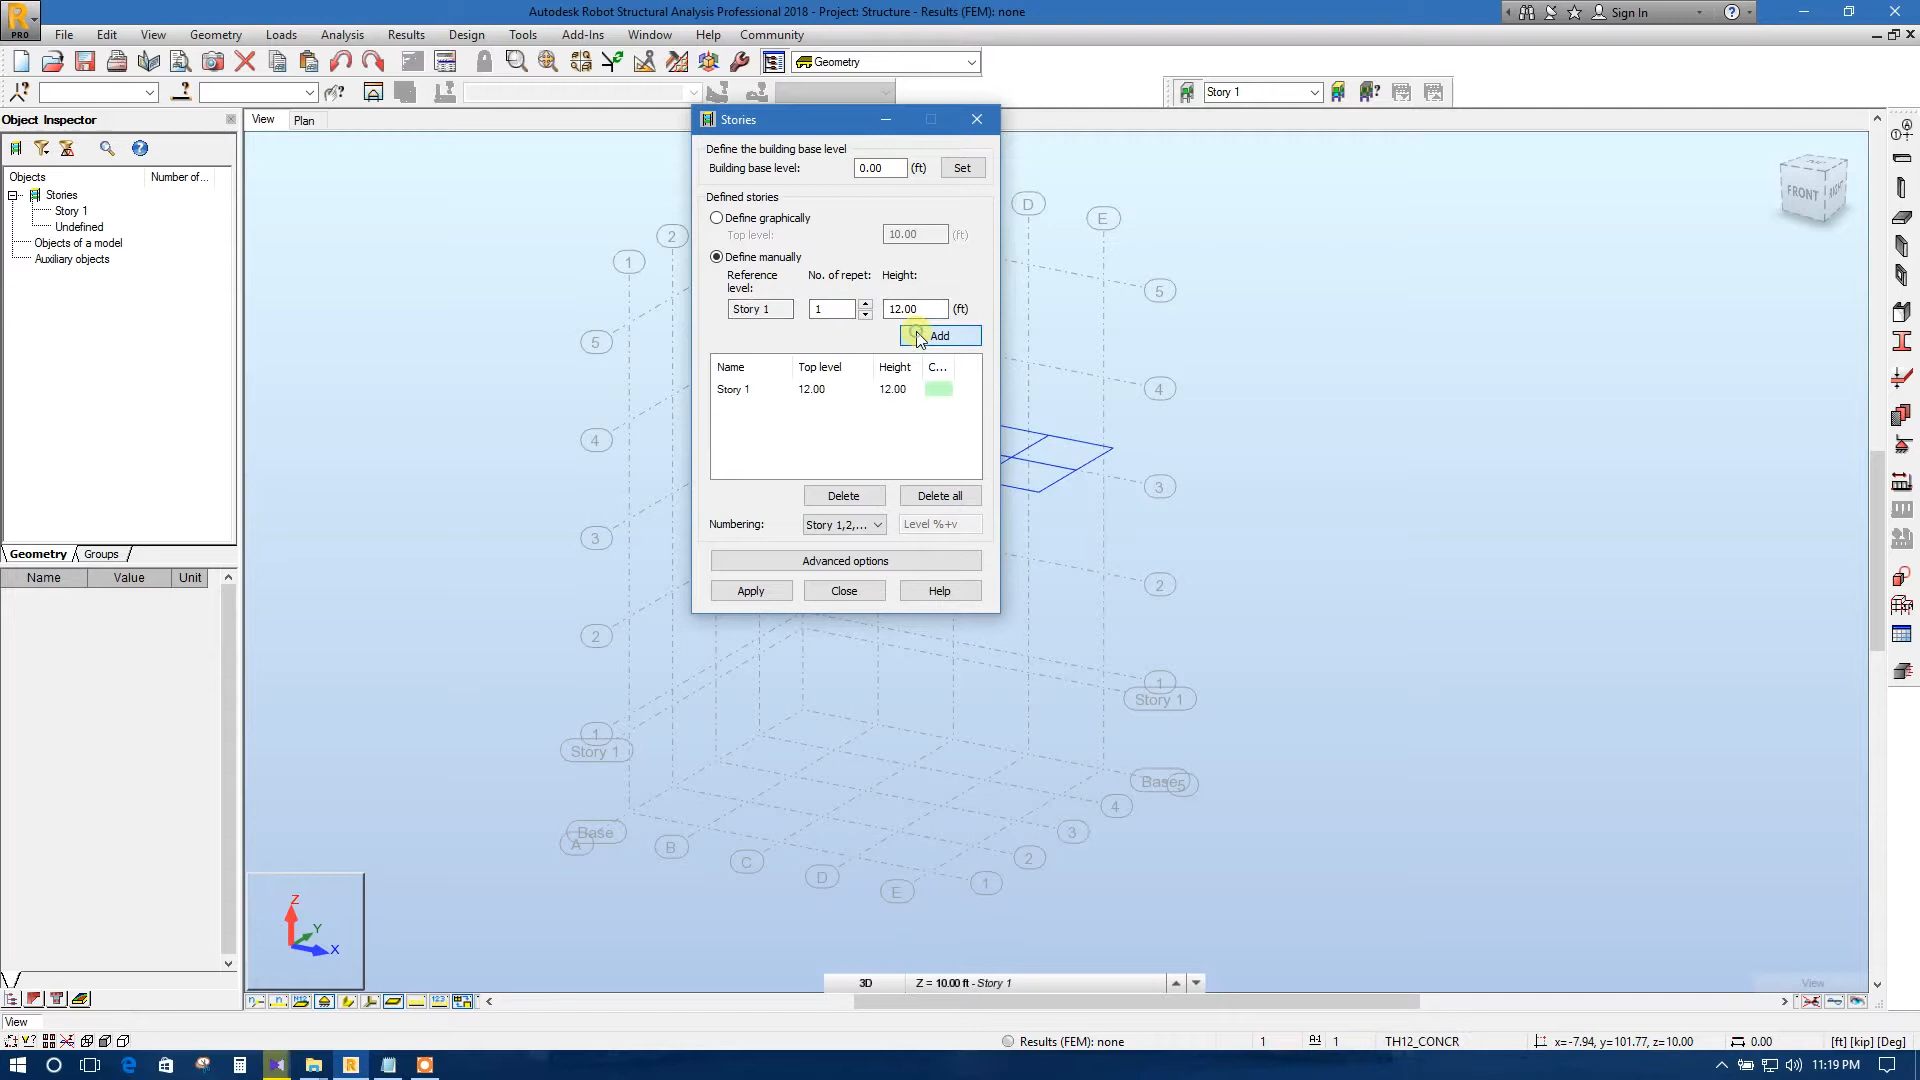 Autodesk Robot Structural Analysis Professional 2018 - Project: Structure - Results (FEM): none
Sign In
PRO
File Edit View Geometry Loads Analysis Results Design Tools Add-Ins Window Help Community
Geometry
Story 1
Object Inspector
View Plan
Objects Number of...
Stories
Story 1
Undefined
Objects of a model
Auxiliary objects
Geometry Groups
Name Value Unit
Stories
Define the building base level
Building base level: 0.00 (ft) Set
Defined stories
Define graphically
Top level: 10.00 (ft)
Define manually
Reference level: No. of repet: Height:
Story 1 1 12.00 (ft)
Add
Name Top level Height C...
Story 1 12.00 12.00
Delete Delete all
Numbering: Story 1,2,... Level %+v
Advanced options
Apply Close Help
1 2 D E
5 4 3 2 1
Story 1
Base
A B C D E
5 4 3 2 1
Story 1
Base 5
4 3 2 1
FRONT RIGHT
Z
Y
X
3D Z = 10.00 ft - Story 1
View
View
Results (FEM): none 1 1 TH12_CONCR x=-7.94, y=101.77, z=10.00 0.00 [ft] [kip] [Deg]
11:19 PM